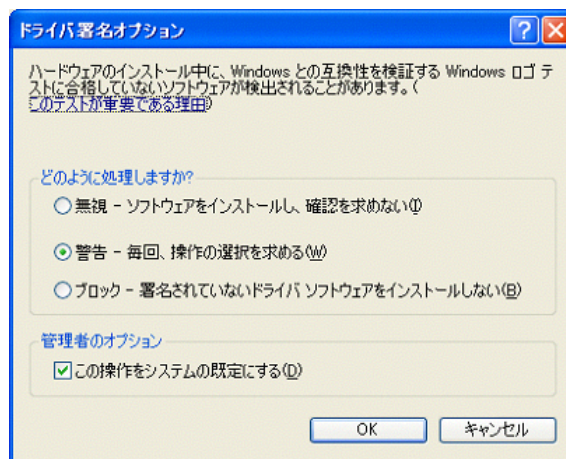 ドライバ署名オプション
ハードウェアのインストール中に、Windows との互換性を検証する Windows ロゴ テ
ストに合格していないソフトウェアが検出されることがあります。(
このテストが重要である理由)
どのように処理しますか?
無視 - ソフトウェアをインストールし、確認を求めない(I)
警告 - 毎回、操作の選択を求める(W)
ブロック - 署名されていないドライバ ソフトウェアをインストールしない(B)
管理者のオプション
この操作をシステムの既定にする(D)
OK
キャンセル